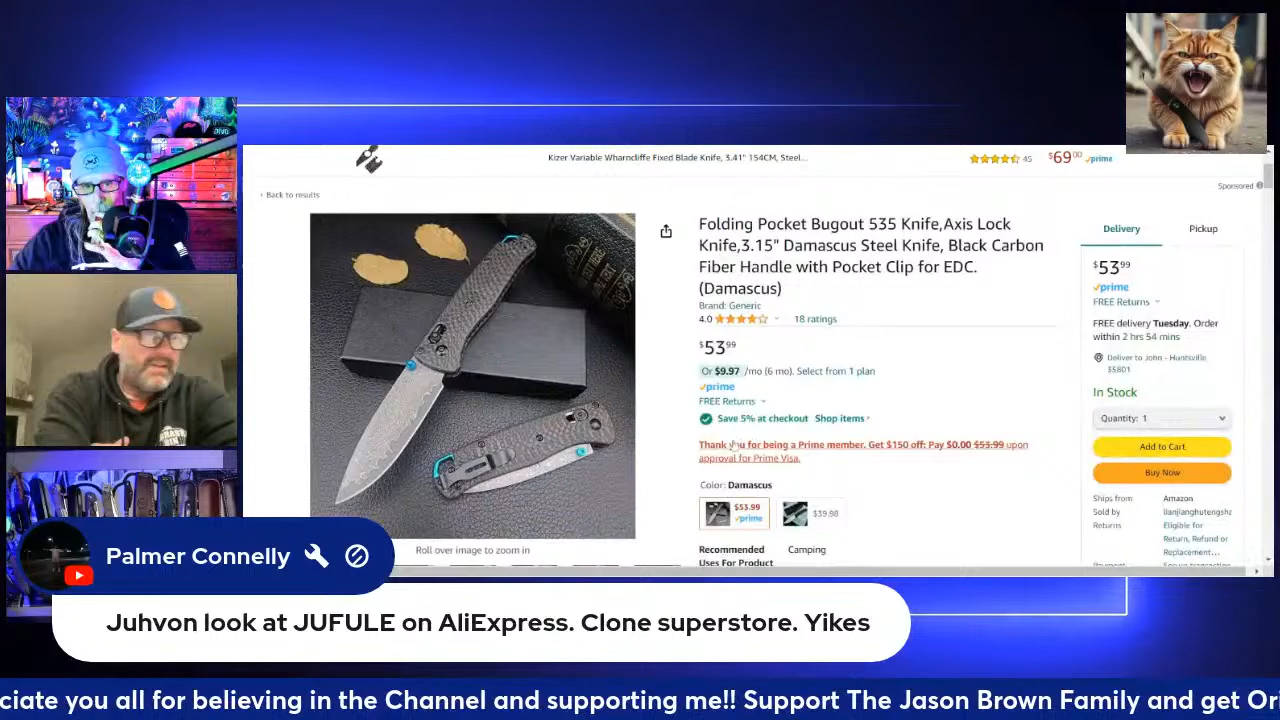 Kizer Variable Wharncliffe Fixed Blade Knife, 3.41" 154CM, Steel...
45
$69.00 prime
‹ Back to results
Sponsored
Folding Pocket Bugout 535 Knife,Axis Lock
Knife,3.15" Damascus Steel Knife, Black Carbon
Fiber Handle with Pocket Clip for EDC.
(Damascus)
Brand: Generic
4.0 18 ratings
$53.99
Or $9.97 /mo (6 mo). Select from 1 plan
prime
FREE Returns
Save 5% at checkout Shop items›
Thank you for being a Prime member. Get $150 off: Pay $0.00 $53.99 upon
approval for Prime Visa.
Color: Damascus
$53.99
prime
$39.98
Recommended
Uses For Product
Camping
Roll over image to zoom in
Delivery
Pickup
$53.99
prime
FREE Returns
FREE delivery Tuesday. Order
within 2 hrs 54 mins
Deliver to John - Huntsville
In Stock
Quantity: 1
Add to Cart
Buy Now
Ships from Amazon
Sold by
Returns Eligible for
Return, Refund or
Replacement...
Palmer Connelly
Juhvon look at JUFULE on AliExpress. Clone superstore. Yikes
ciate you all for believing in the Channel and supporting me!! Support The Jason Brown Family and get Ori